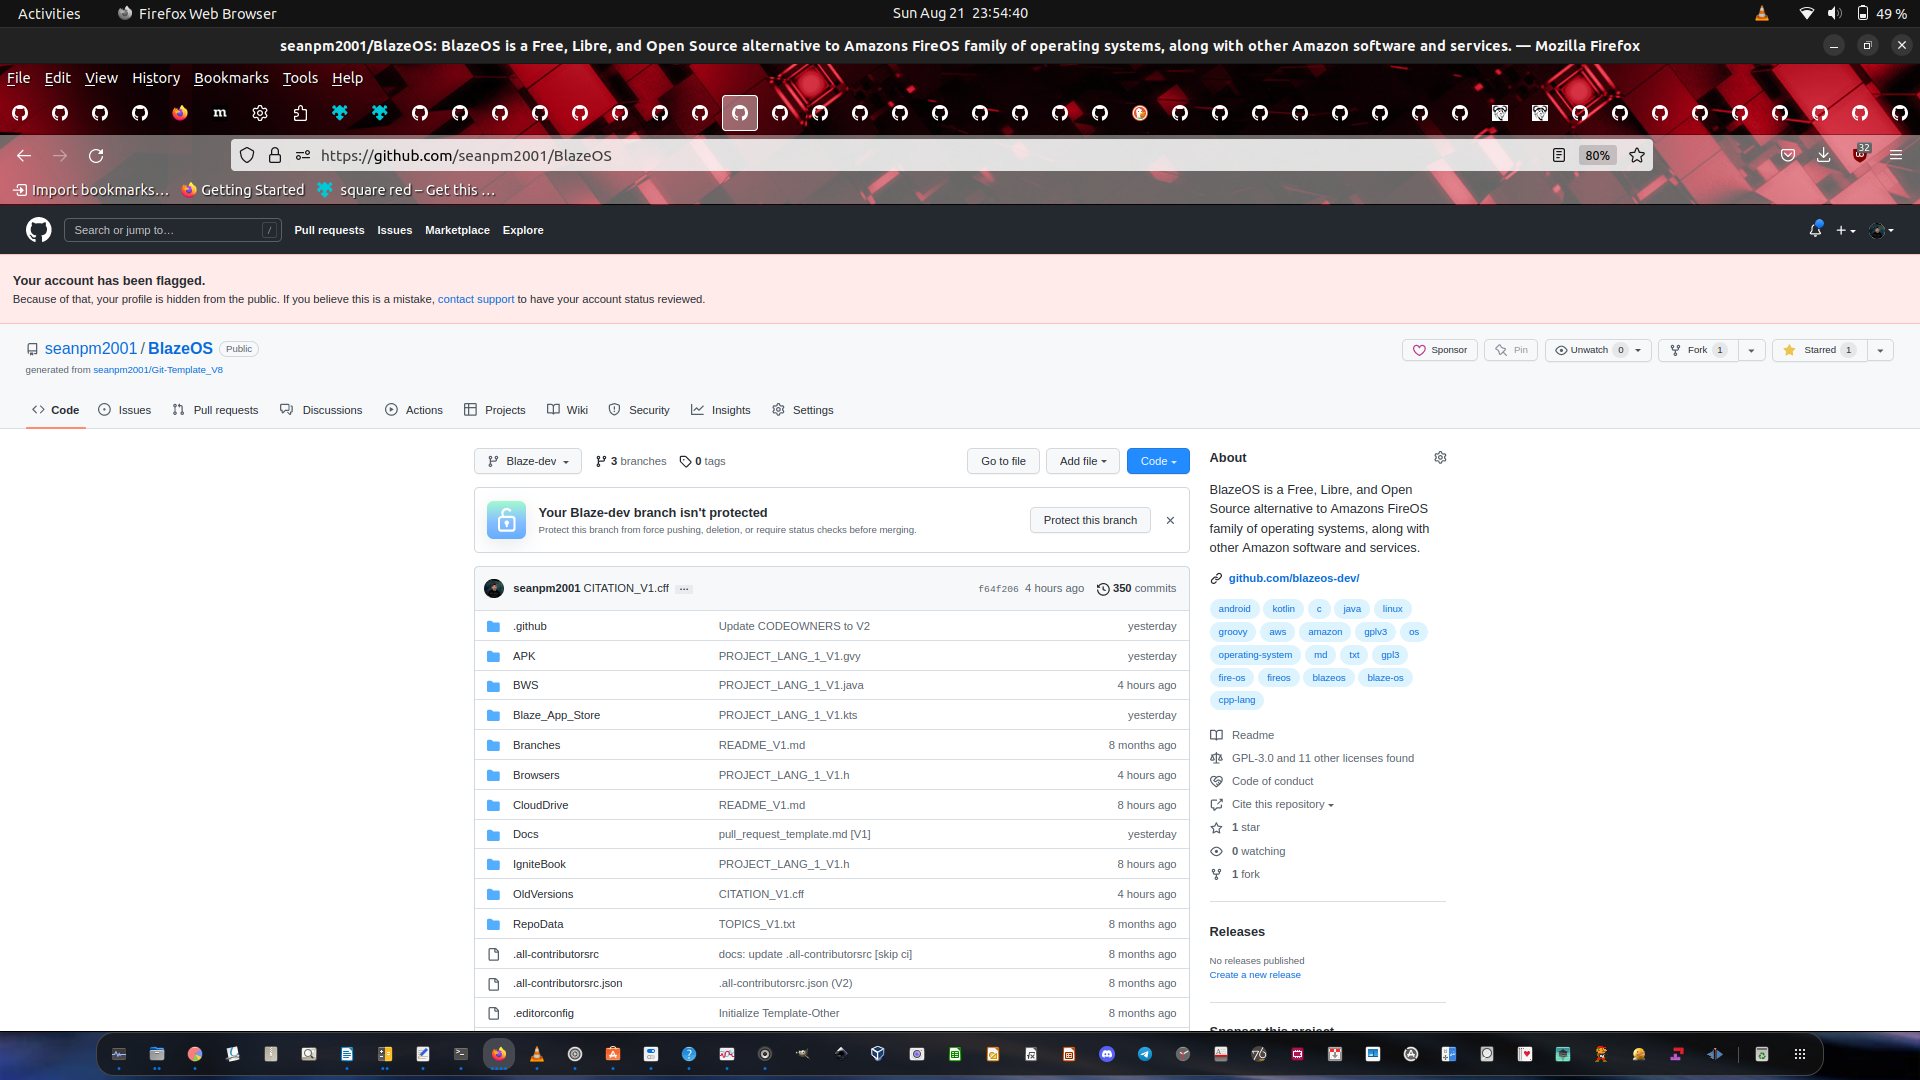 Activities Firefox Web Browser Sun Aug 21 23:54:40 49 %
seanpm2001/BlazeOS: BlazeOS is a Free, Libre, and Open Source alternative to Amazons FireOS family of operating systems, along with other Amazon software and services. — Mozilla Firefox
File Edit View History Bookmarks Tools Help
https://github.com/seanpm2001/BlazeOS 80% 32
Import bookmarks… Getting Started square red – Get this …
Search or jump to… / Pull requests Issues Marketplace Explore
Your account has been flagged.
Because of that, your profile is hidden from the public. If you believe this is a mistake, contact support to have your account status reviewed.
seanpm2001 / BlazeOS Public Sponsor Pin Unwatch 0 Fork 1 Starred 1
generated from seanpm2001/Git-Template_V8
Code Issues Pull requests Discussions Actions Projects Wiki Security Insights Settings
Blaze-dev 3 branches 0 tags Go to file Add file Code
Your Blaze-dev branch isn't protected
Protect this branch from force pushing, deletion, or require status checks before merging.
Protect this branch
seanpm2001 CITATION_V1.cff … f64f206 4 hours ago 350 commits
.github Update CODEOWNERS to V2 yesterday
APK PROJECT_LANG_1_V1.gvy yesterday
BWS PROJECT_LANG_1_V1.java 4 hours ago
Blaze_App_Store PROJECT_LANG_1_V1.kts yesterday
Branches README_V1.md 8 months ago
Browsers PROJECT_LANG_1_V1.h 4 hours ago
CloudDrive README_V1.md 8 hours ago
Docs pull_request_template.md [V1] yesterday
IgniteBook PROJECT_LANG_1_V1.h 8 hours ago
OldVersions CITATION_V1.cff 4 hours ago
RepoData TOPICS_V1.txt 8 months ago
.all-contributorsrc docs: update .all-contributorsrc [skip ci] 8 months ago
.all-contributorsrc.json .all-contributorsrc.json (V2) 8 months ago
.editorconfig Initialize Template-Other 8 months ago
About
BlazeOS is a Free, Libre, and Open
Source alternative to Amazons FireOS
family of operating systems, along with
other Amazon software and services.
github.com/blazeos-dev/
android kotlin c java linux
groovy aws amazon gplv3 os
operating-system md txt gpl3
fire-os fireos blazeos blaze-os
cpp-lang
Readme
GPL-3.0 and 11 other licenses found
Code of conduct
Cite this repository
1 star
0 watching
1 fork
Releases
No releases published
Create a new release
Sponsor this project